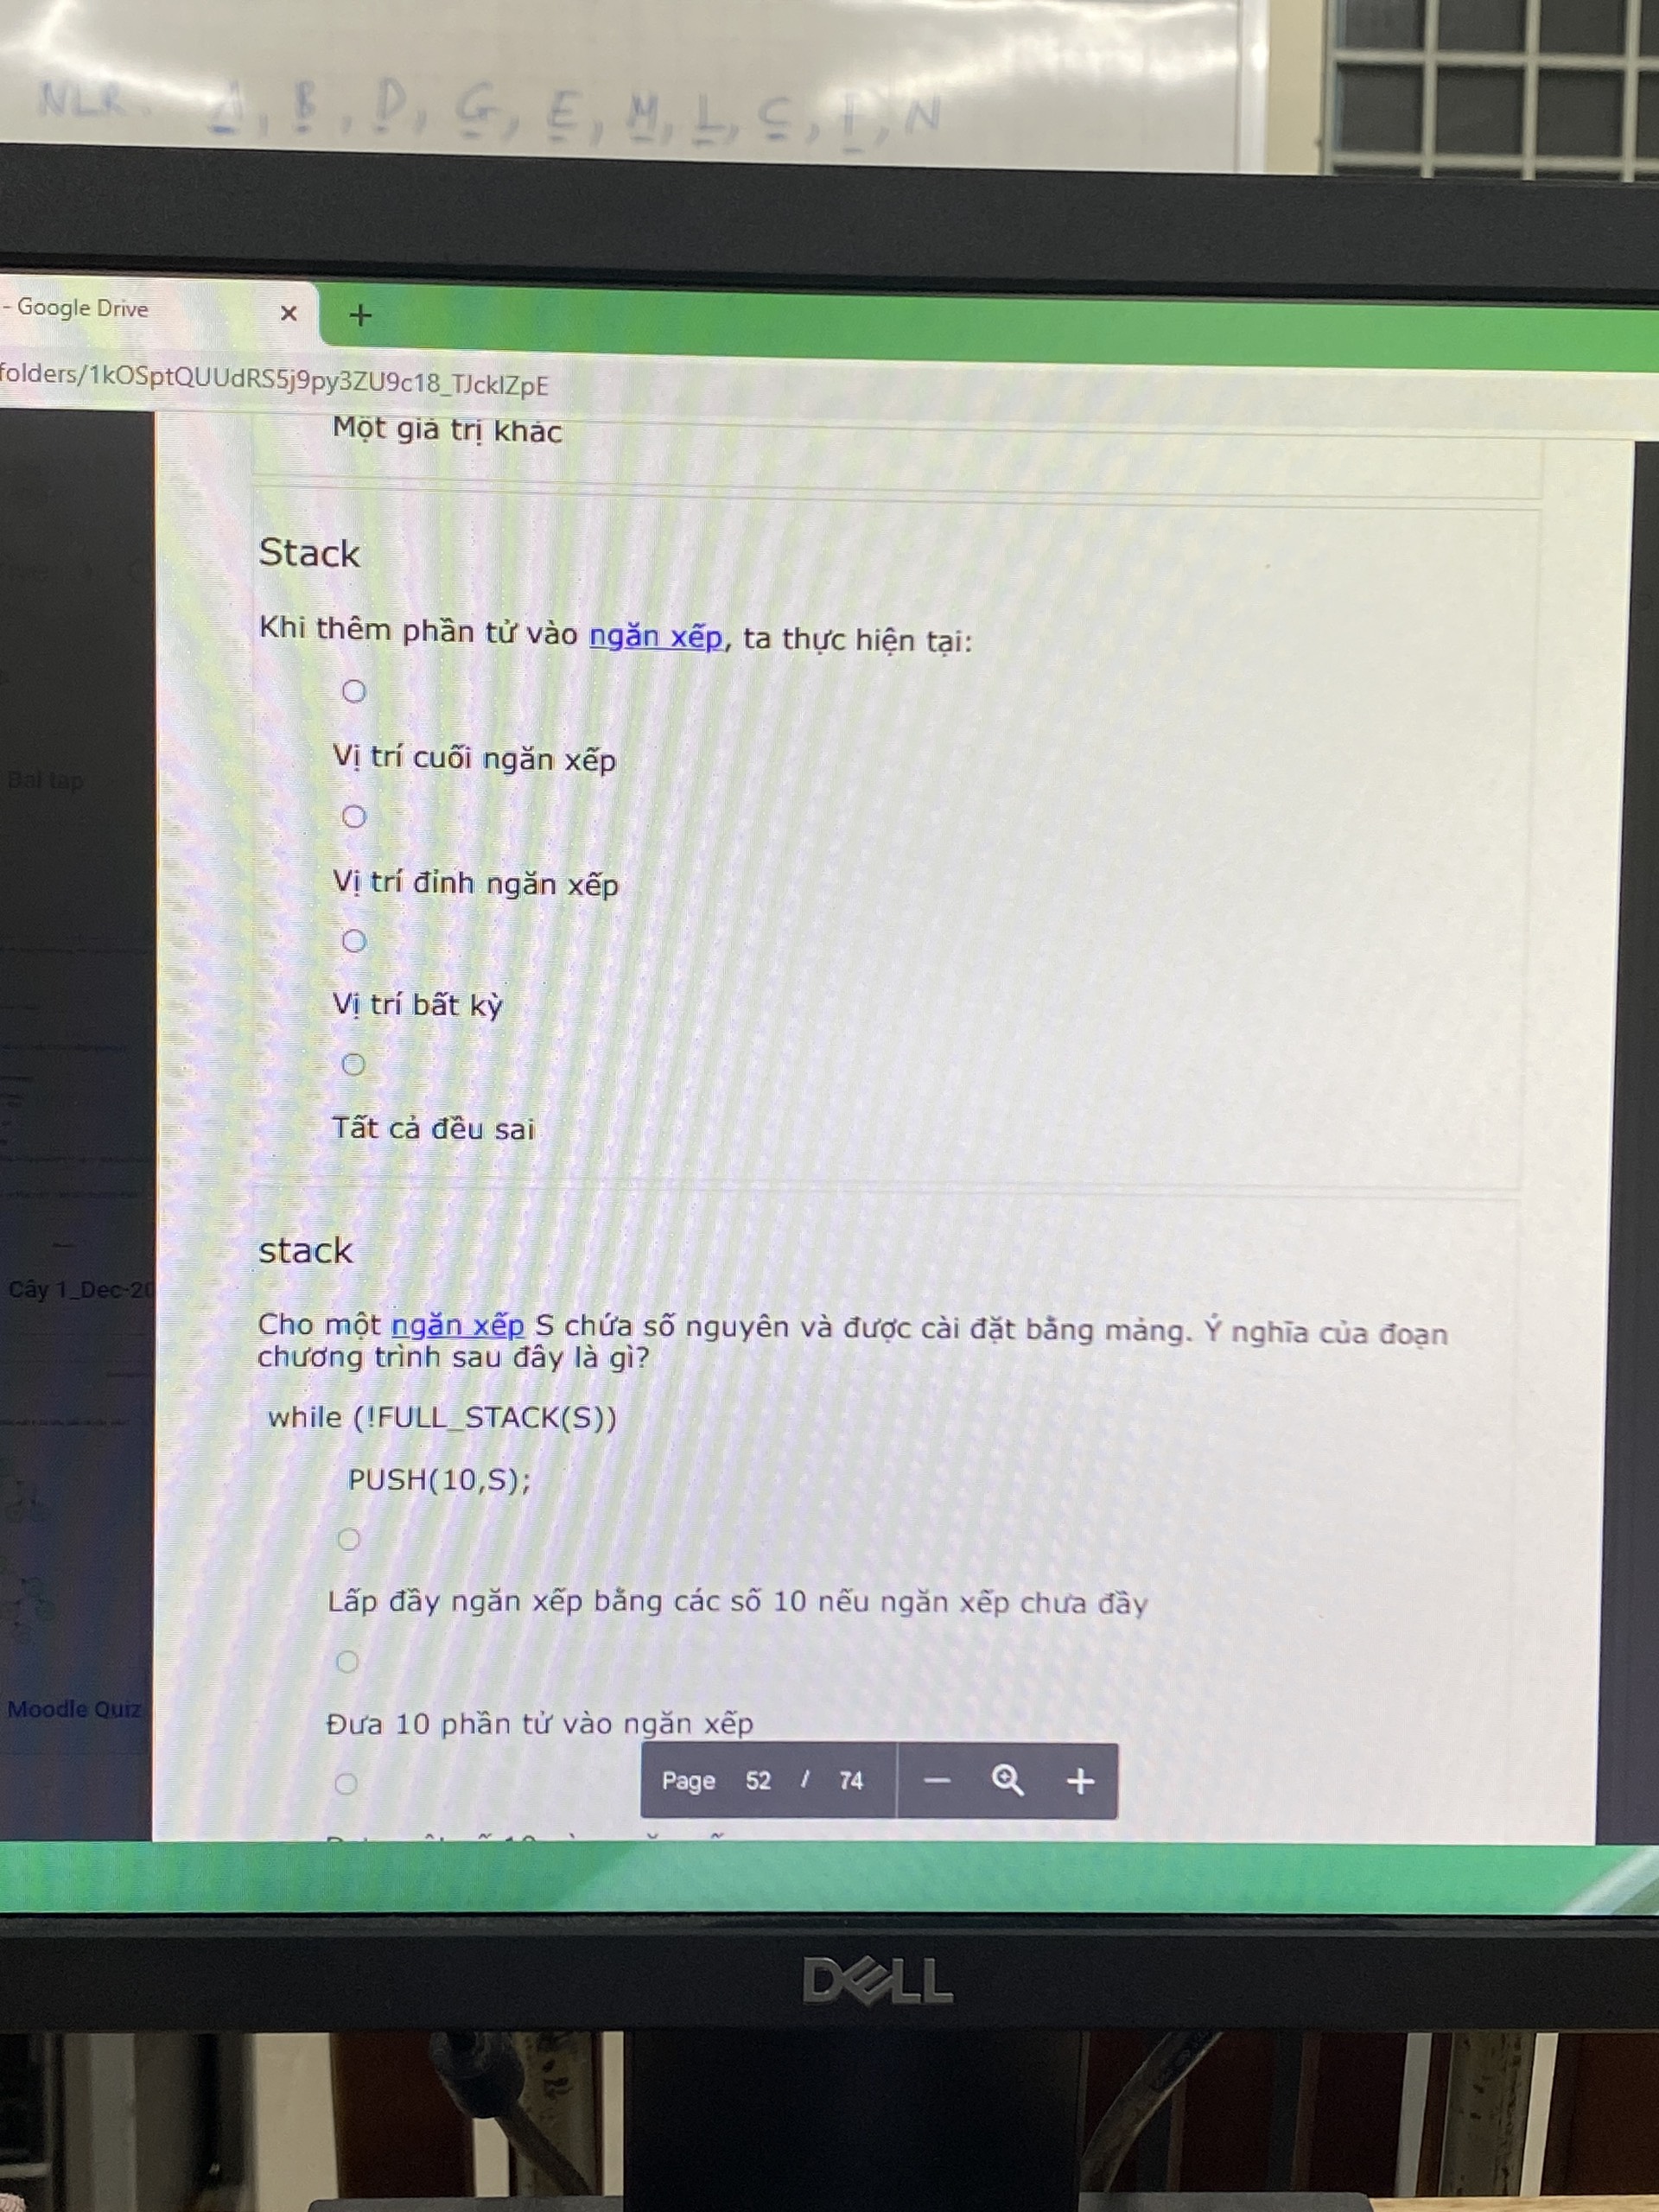 NLR. A, B, D, G, E, M, L, C, I, N
- Google Drive × +
folders/1kOSptQUUdRS5j9py3ZU9c18_TJcklZpE
Một giá trị khác
Stack
Khi thêm phần tử vào ngăn xếp, ta thực hiện tại:
Vị trí cuối ngăn xếp
Bai tap
Vị trí đỉnh ngăn xếp
Vị trí bất kỳ
Tất cả đều sai
stack
Cây 1_Dec-20
Cho một ngăn xếp S chứa số nguyên và được cài đặt bằng mảng. Ý nghĩa của đoạn
chương trình sau đây là gì?
while (!FULL_STACK(S))
PUSH(10,S);
Lấp đầy ngăn xếp bằng các số 10 nếu ngăn xếp chưa đầy
Moodle Quiz
Đưa 10 phần tử vào ngăn xếp
Page 52 / 74 — +
DELL